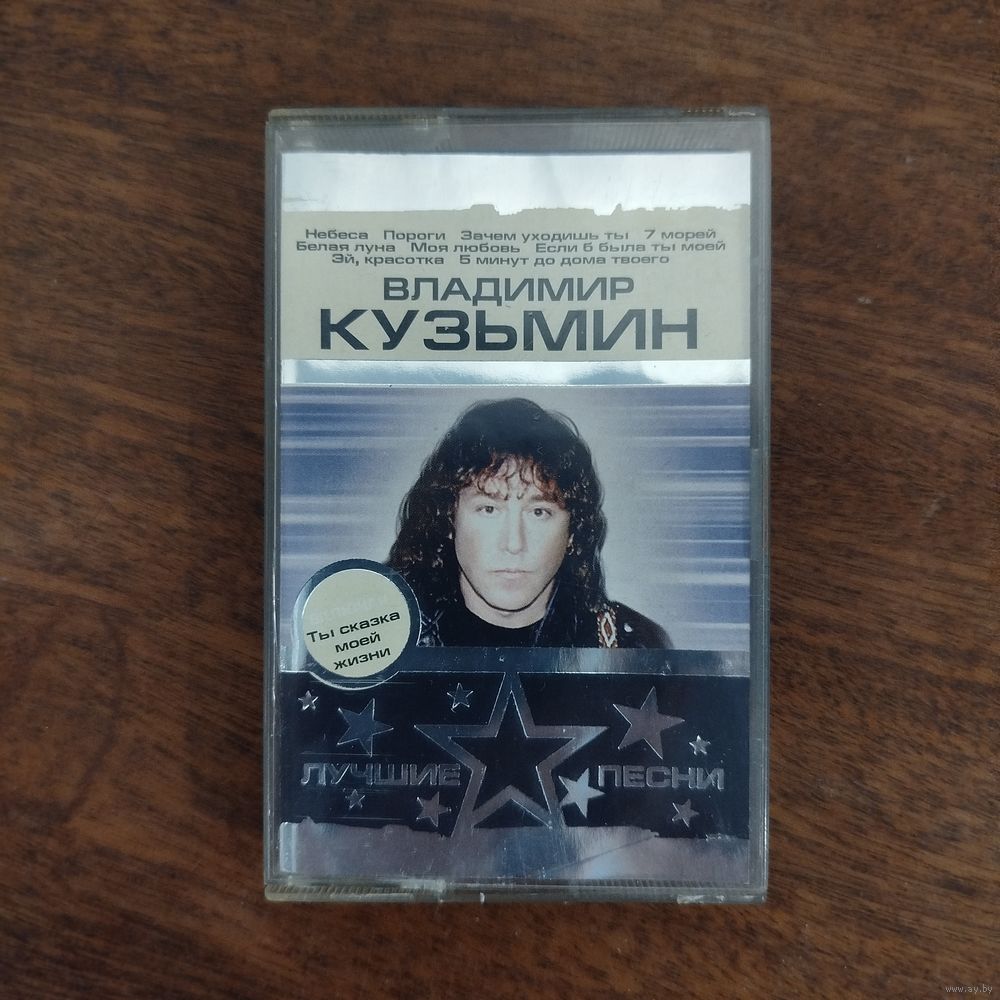 Небеса Пороги Зачем уходишь ты 7 морей
Белая луна Моя любовь Если б была ты моей
Эй, красотка 5 минут до дома твоего
ВЛАДИМИР
КУЗЬМИН
Ты сказка
моей
жизни
ЛУЧШИЕ ПЕСНИ
www.ay.by